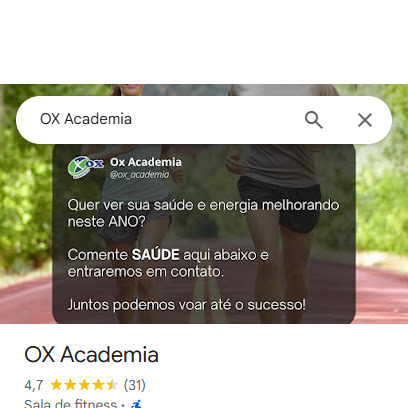 OX Academia
OX
Ox Academia
@ox_academia
Quer ver sua saúde e energia melhorando
neste ANO?
Comente SAÚDE aqui abaixo e
entraremos em contato.
Juntos podemos voar até o sucesso!
OX Academia
4,7 (31)
Sala de fitness ·